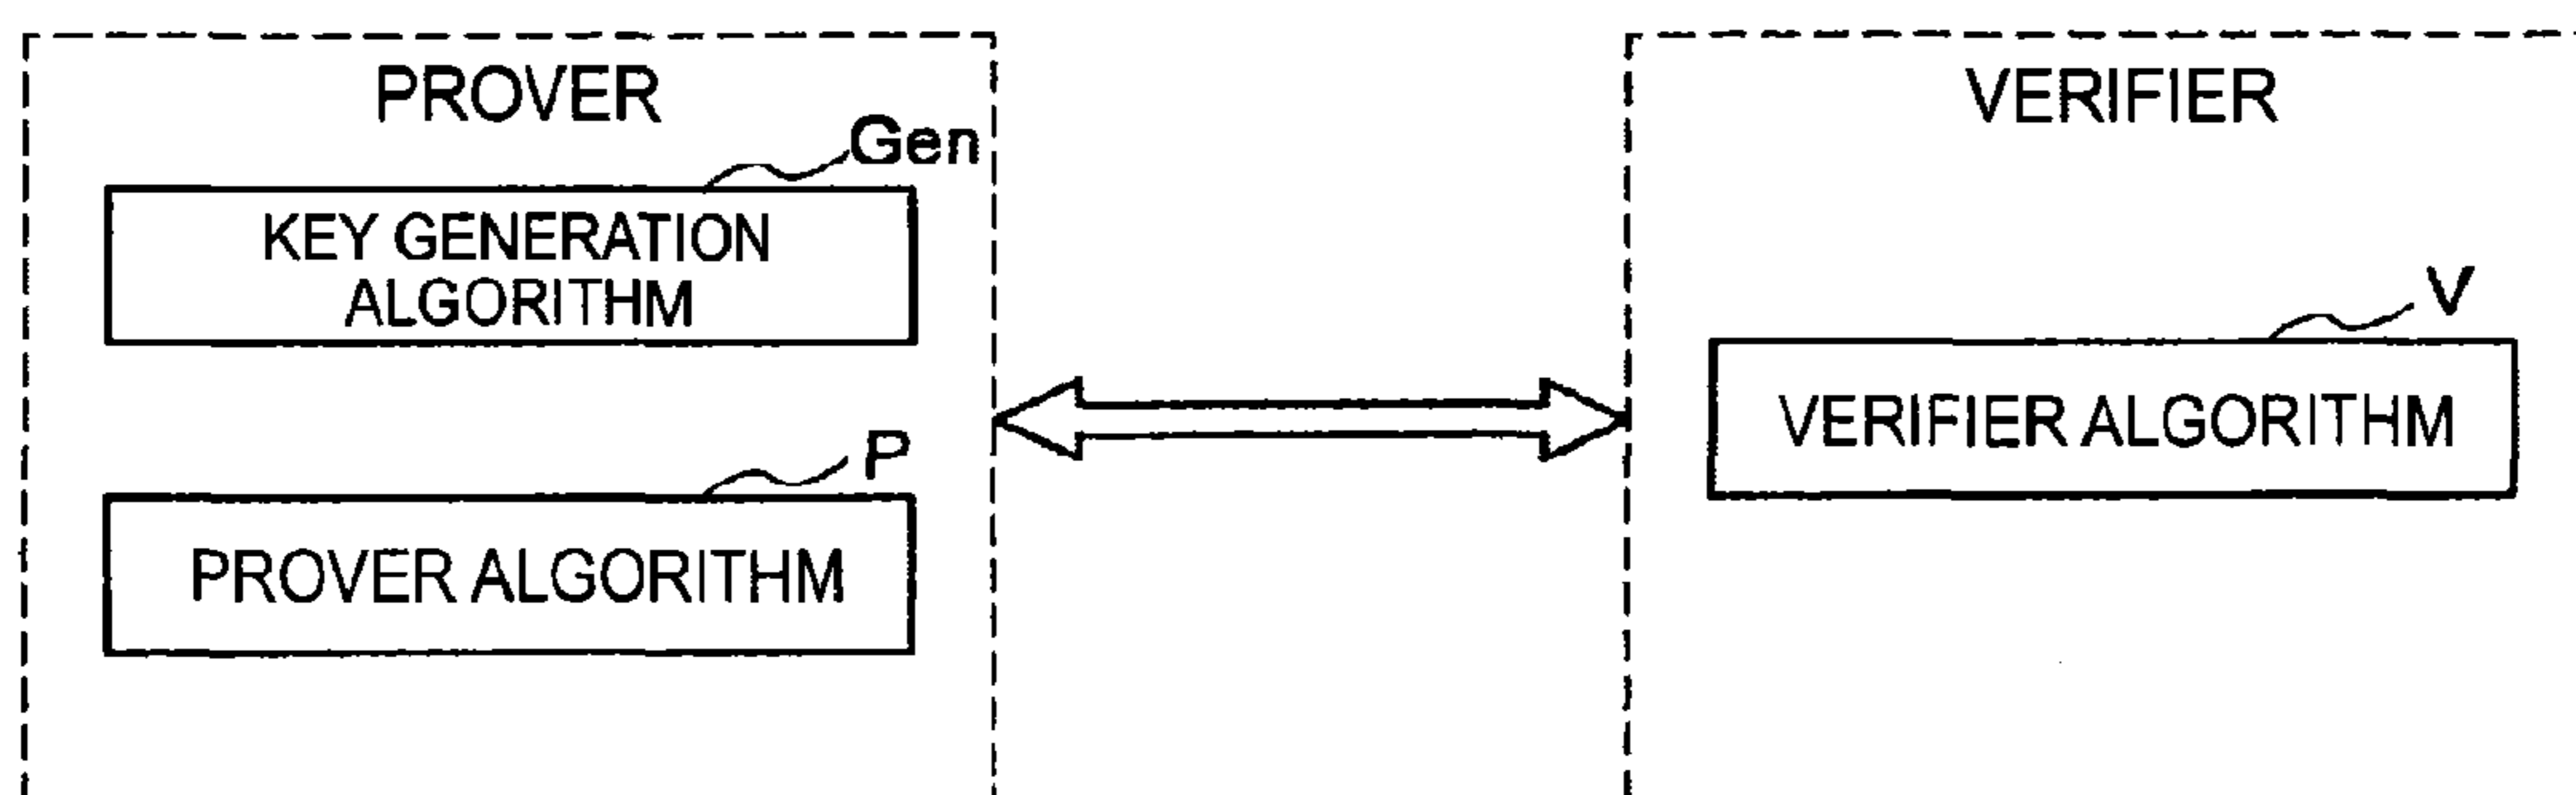 PROVER
Gen
KEY GENERATION
ALGORITHM
P
PROVER ALGORITHM
VERIFIER
V
VERIFIER ALGORITHM